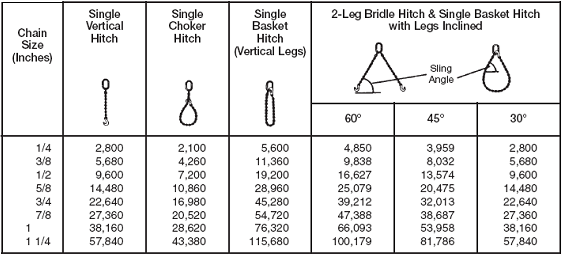 Chain Size (Inches)
Single Vertical Hitch
Single Choker Hitch
Single Basket Hitch (Vertical Legs)
2-Leg Bridle Hitch & Single Basket Hitch
with Legs Inclined
Sling
Angle
60° 45° 30°
1/4 2,800 2,100 5,600 4,850 3,959 2,800
3/8 5,680 4,260 11,360 9,838 8,032 5,680
1/2 9,600 7,200 19,200 16,627 13,574 9,600
5/8 14,480 10,860 28,960 25,079 20,475 14,480
3/4 22,640 16,980 45,280 39,212 32,013 22,640
7/8 27,360 20,520 54,720 47,388 38,687 27,360
1 38,160 28,620 76,320 66,093 53,958 38,160
1 1/4 57,840 43,380 115,680 100,179 81,786 57,840